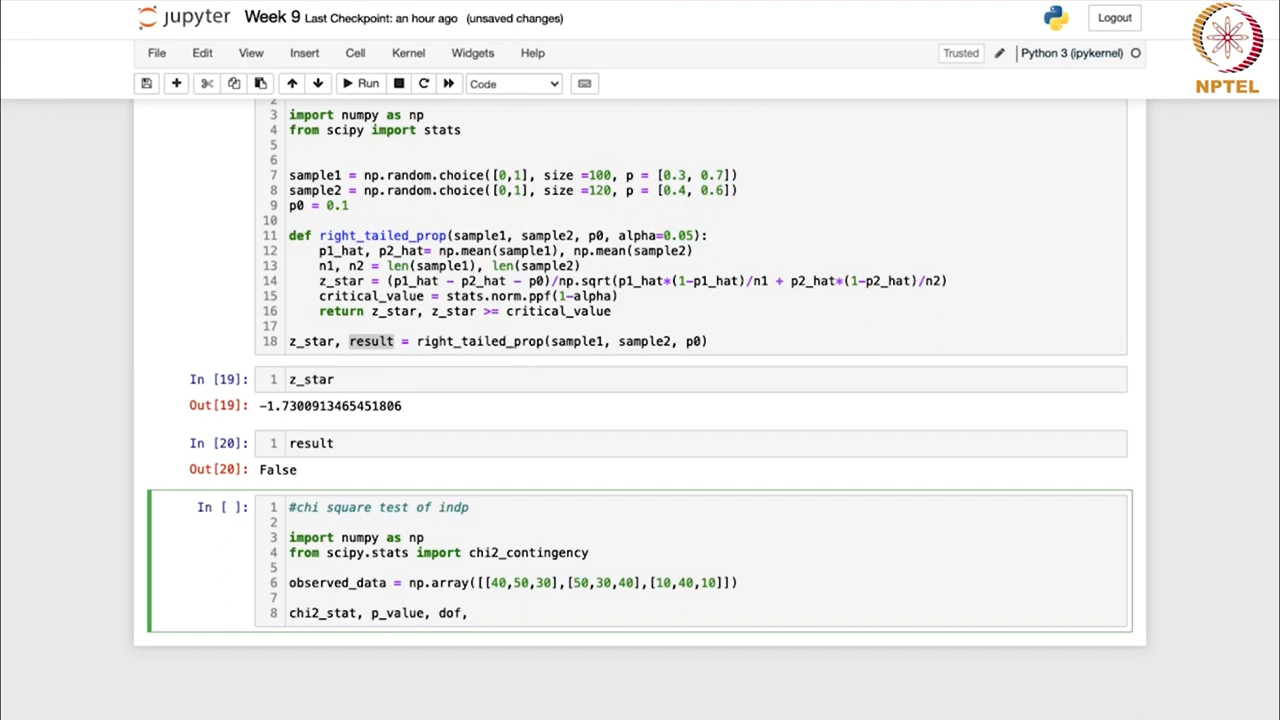 jupyter Week 9 Last Checkpoint: an hour ago (unsaved changes) Logout
NPTEL
File Edit View Insert Cell Kernel Widgets Help Trusted Python 3 (ipykernel)
Run Code
2
3 import numpy as np
4 from scipy import stats
5
6
7 sample1 = np.random.choice([0,1], size =100, p = [0.3, 0.7])
8 sample2 = np.random.choice([0,1], size =120, p = [0.4, 0.6])
9 p0 = 0.1
10
11 def right_tailed_prop(sample1, sample2, p0, alpha=0.05):
12 p1_hat, p2_hat= np.mean(sample1), np.mean(sample2)
13 n1, n2 = len(sample1), len(sample2)
14 z_star = (p1_hat - p2_hat - p0)/np.sqrt(p1_hat*(1-p1_hat)/n1 + p2_hat*(1-p2_hat)/n2)
15 critical_value = stats.norm.ppf(1-alpha)
16 return z_star, z_star >= critical_value
17
18 z_star, result = right_tailed_prop(sample1, sample2, p0)
In [19]: 1 z_star
Out[19]: -1.7300913465451806
In [20]: 1 result
Out[20]: False
In [ ]: 1 #chi square test of indp
2
3 import numpy as np
4 from scipy.stats import chi2_contingency
5
6 observed_data = np.array([[40,50,30],[50,30,40],[10,40,10]])
7
8 chi2_stat, p_value, dof,